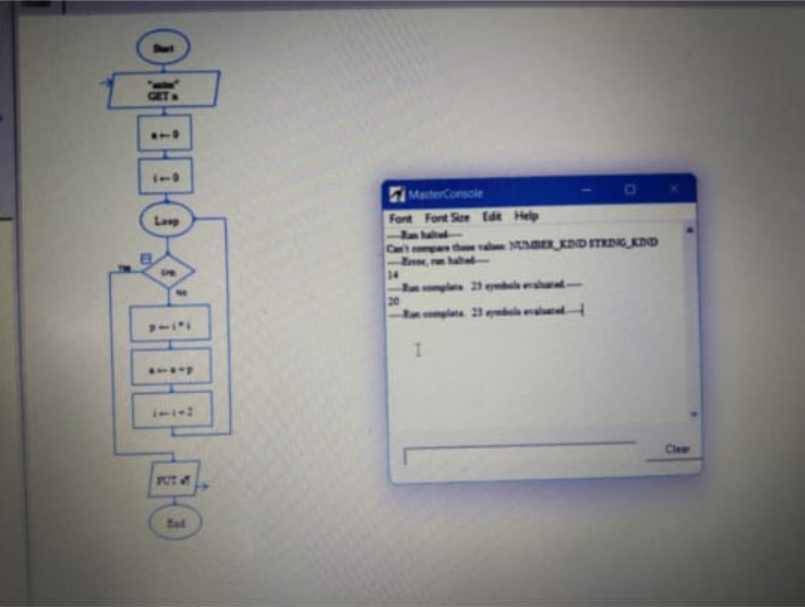 Start
GET n
← 0
i ← 0
Loop
Yes
No
p ← i * i
i ← i + 2
PUT
End
MasterConsole
Font Font Size Edit Help
----Run halted----
Can't compare these values: NUMBER_KIND STRING_KIND
----Error, run halted----
14
----Run complete. 23 symbols evaluated.----
20
----Run complete. 23 symbols evaluated.----
Clear